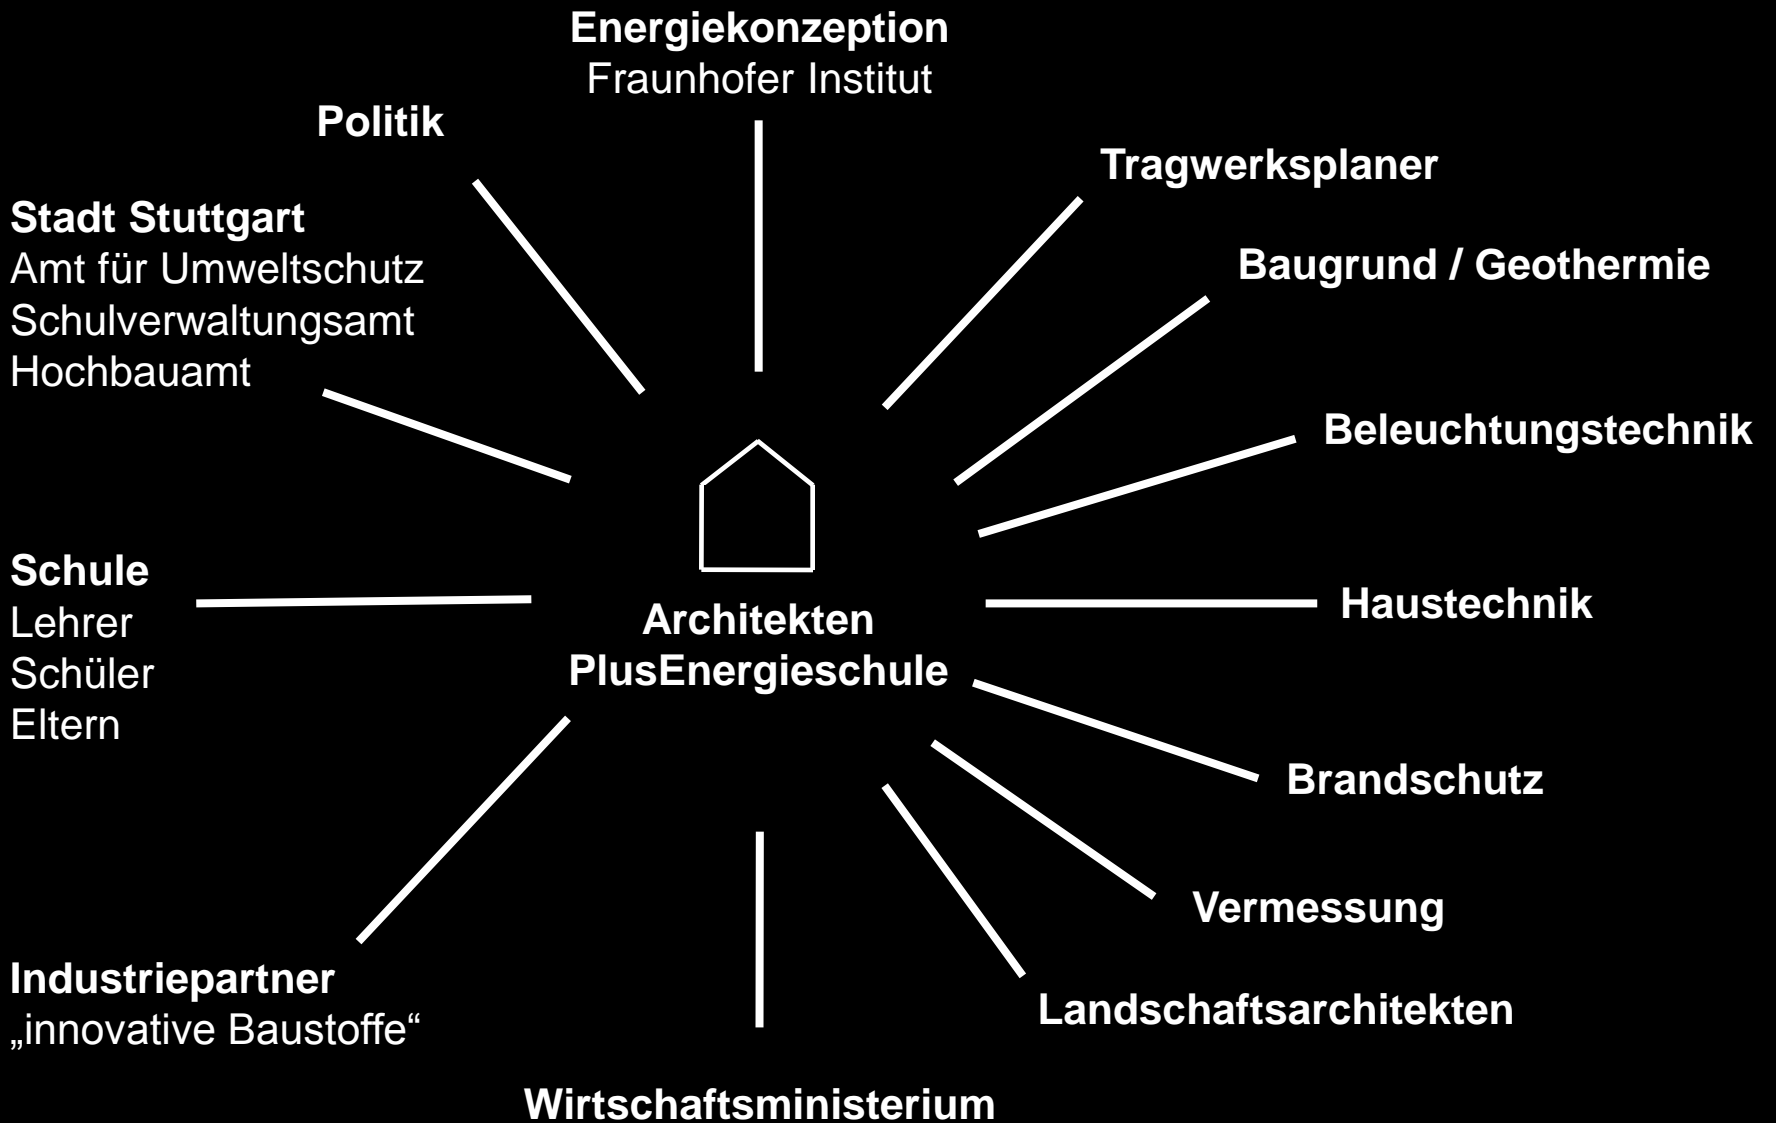 Energiekonzeption
Fraunhofer Institut
Politik
Tragwerksplaner
Stadt Stuttgart
Amt für Umweltschutz
Schulverwaltungsamt
Hochbauamt
Baugrund / Geothermie
Beleuchtungstechnik
Schule
Lehrer
Schüler
Eltern
Architekten
PlusEnergieschule
Haustechnik
Brandschutz
Vermessung
Industriepartner
„innovative Baustoffe“
Landschaftsarchitekten
Wirtschaftsministerium